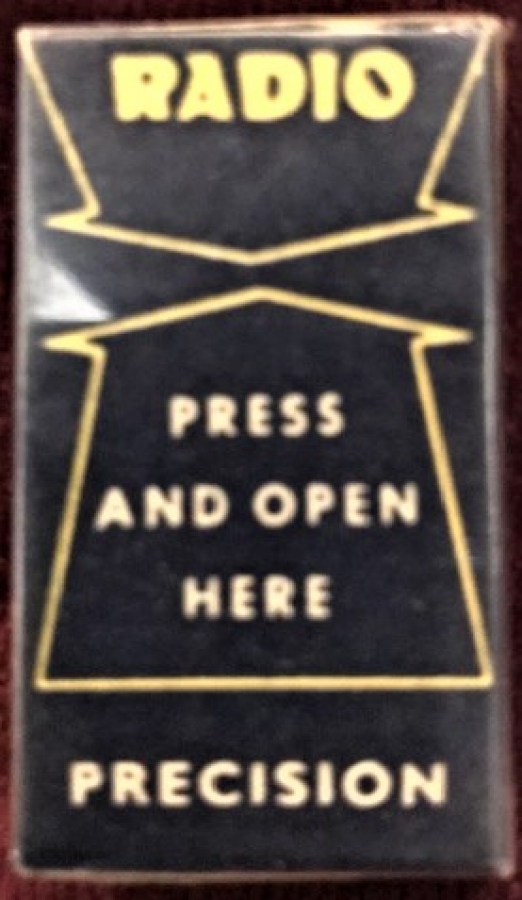 RADIO
PRESS
AND OPEN
HERE
PRECISION